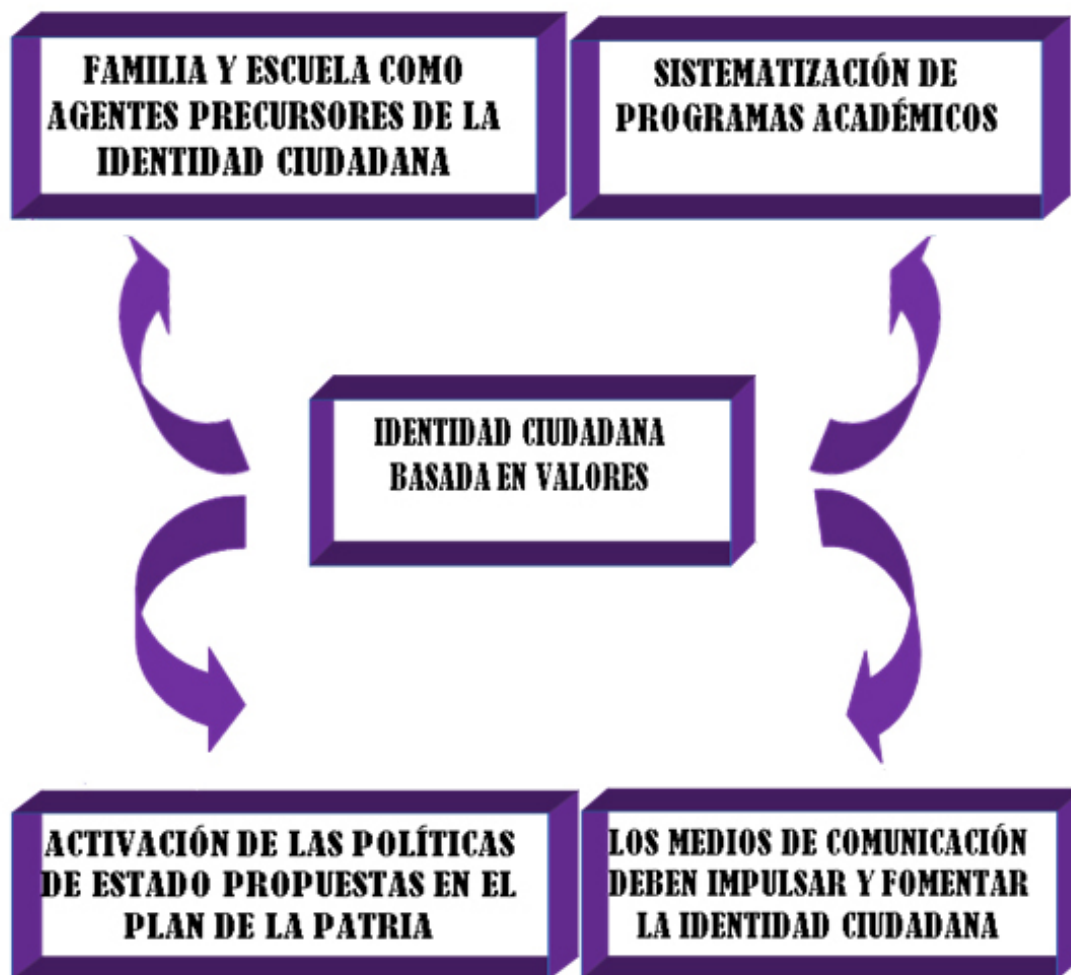 FAMILIA Y ESCUELA COMO
AGENTES PRECURSORES DE LA
IDENTIDAD CIUDADANA
SISTEMATIZACIÓN DE
PROGRAMAS ACADÉMICOS
IDENTIDAD CIUDADANA
BASADA EN VALORES
ACTIVACIÓN DE LAS POLÍTICAS
DE ESTADO PROPUESTAS EN EL
PLAN DE LA PATRIA
LOS MEDIOS DE COMUNICACIÓN
DEBEN IMPULSAR Y FOMENTAR
LA IDENTIDAD CIUDADANA